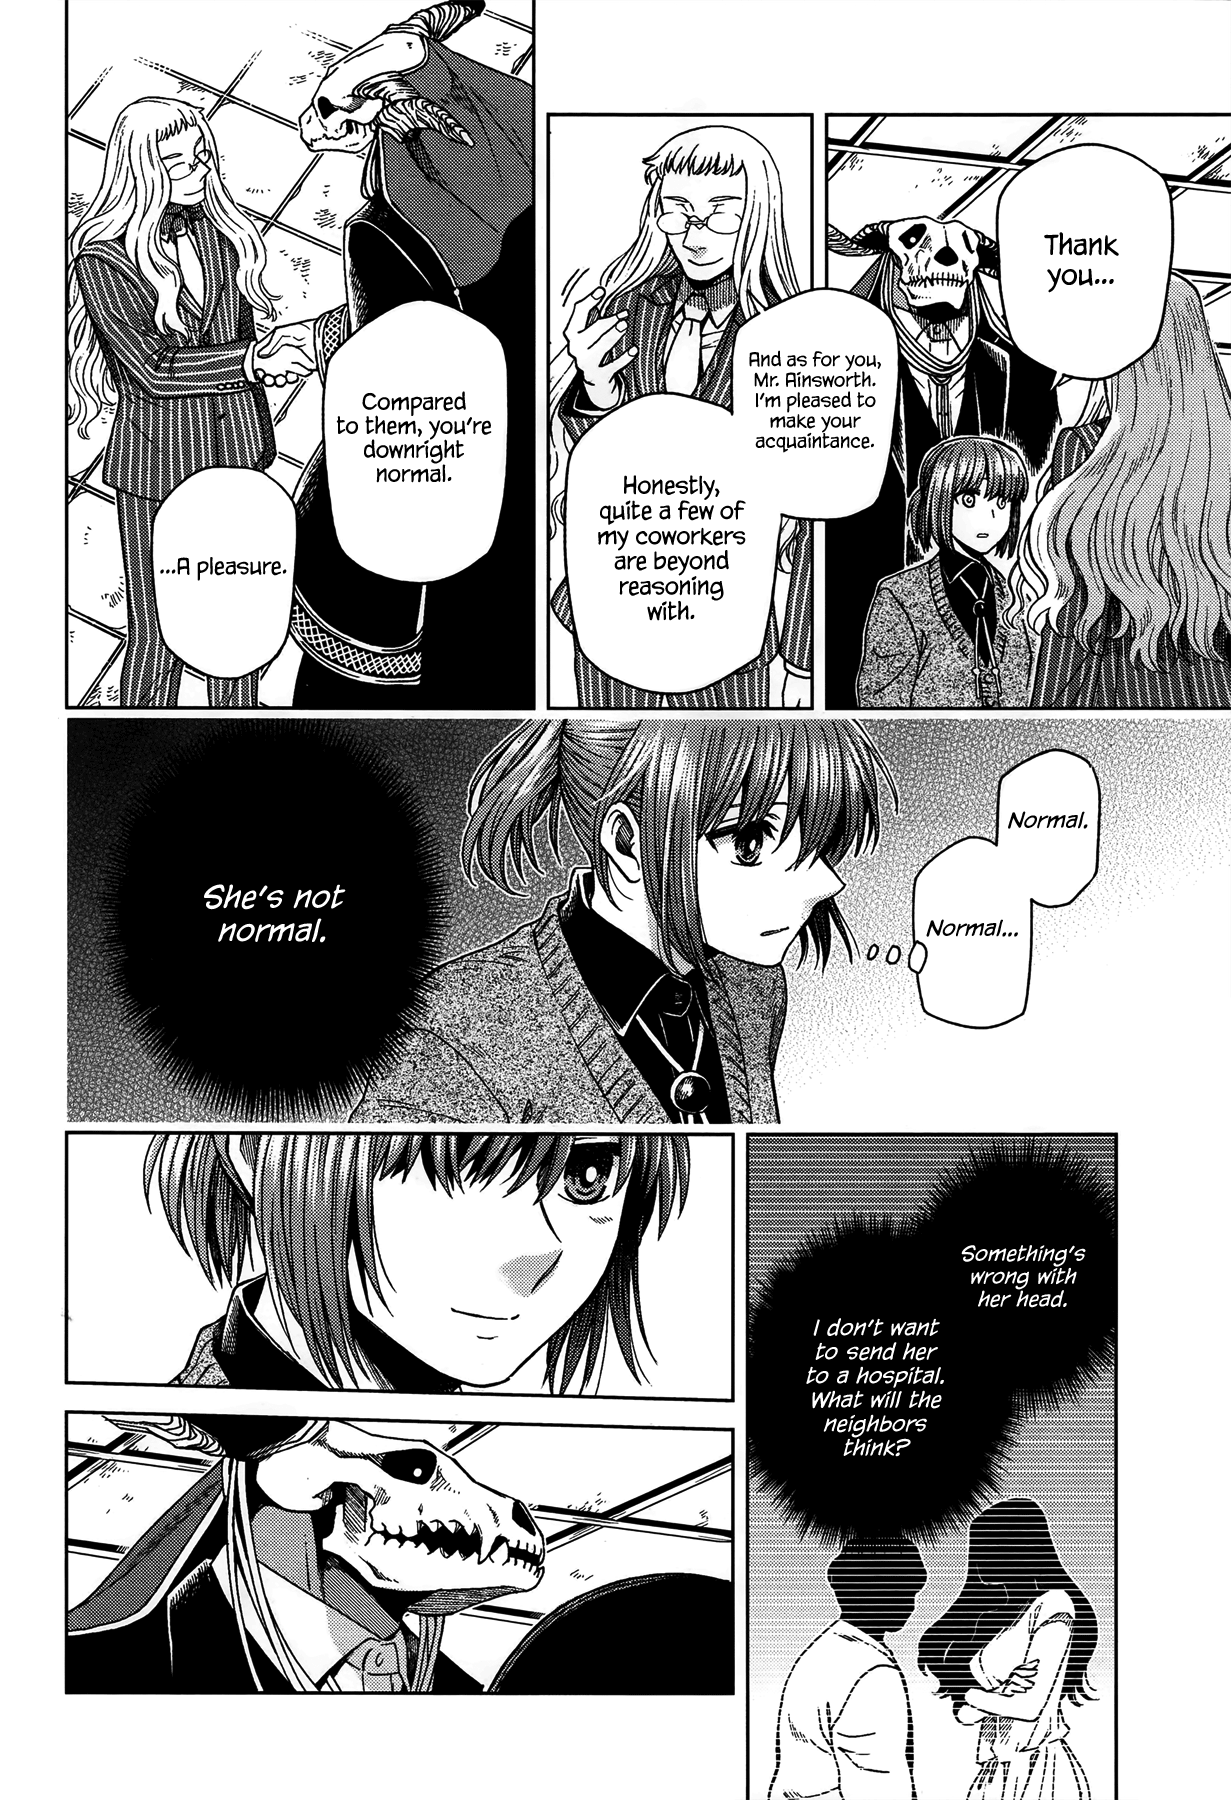 Thank
you...
And as for you,
Mr. Ainsworth.
I'm pleased to
make your
acquaintance.
Honestly,
quite a few of
my coworkers
are beyond
reasoning
with.
Compared
to them, you're
downright
normal.
...A pleasure.
Normal.
Normal...
She's not
normal.
Something's
wrong with
her head.
I don't want
to send her
to a hospital.
What will the
neighbors
think?